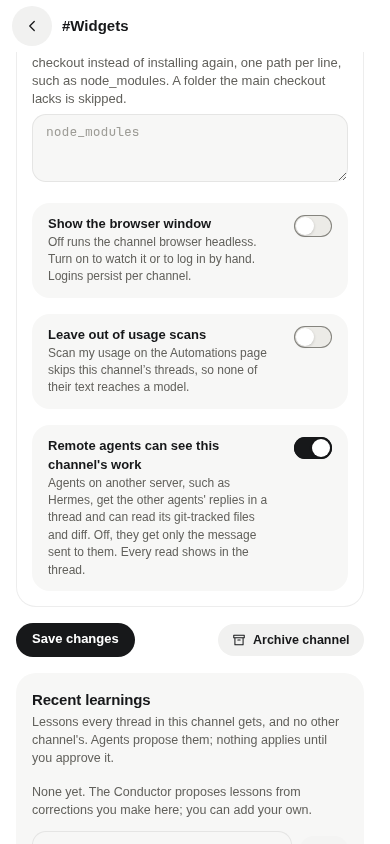 #Widgets
checkout instead of installing again, one path per line,
such as node_modules. A folder the main checkout
lacks is skipped.
node_modules
Show the browser window
Off runs the channel browser headless.
Turn on to watch it or to log in by hand.
Logins persist per channel.
Leave out of usage scans
Scan my usage on the Automations page
skips this channel's threads, so none of
their text reaches a model.
Remote agents can see this
channel's work
Agents on another server, such as
Hermes, get the other agents' replies in a
thread and can read its git-tracked files
and diff. Off, they get only the message
sent to them. Every read shows in the
thread.
Save changes
Archive channel
Recent learnings
Lessons every thread in this channel gets, and no other
channel's. Agents propose them; nothing applies until
you approve it.
None yet. The Conductor proposes lessons from
corrections you make here; you can add your own.